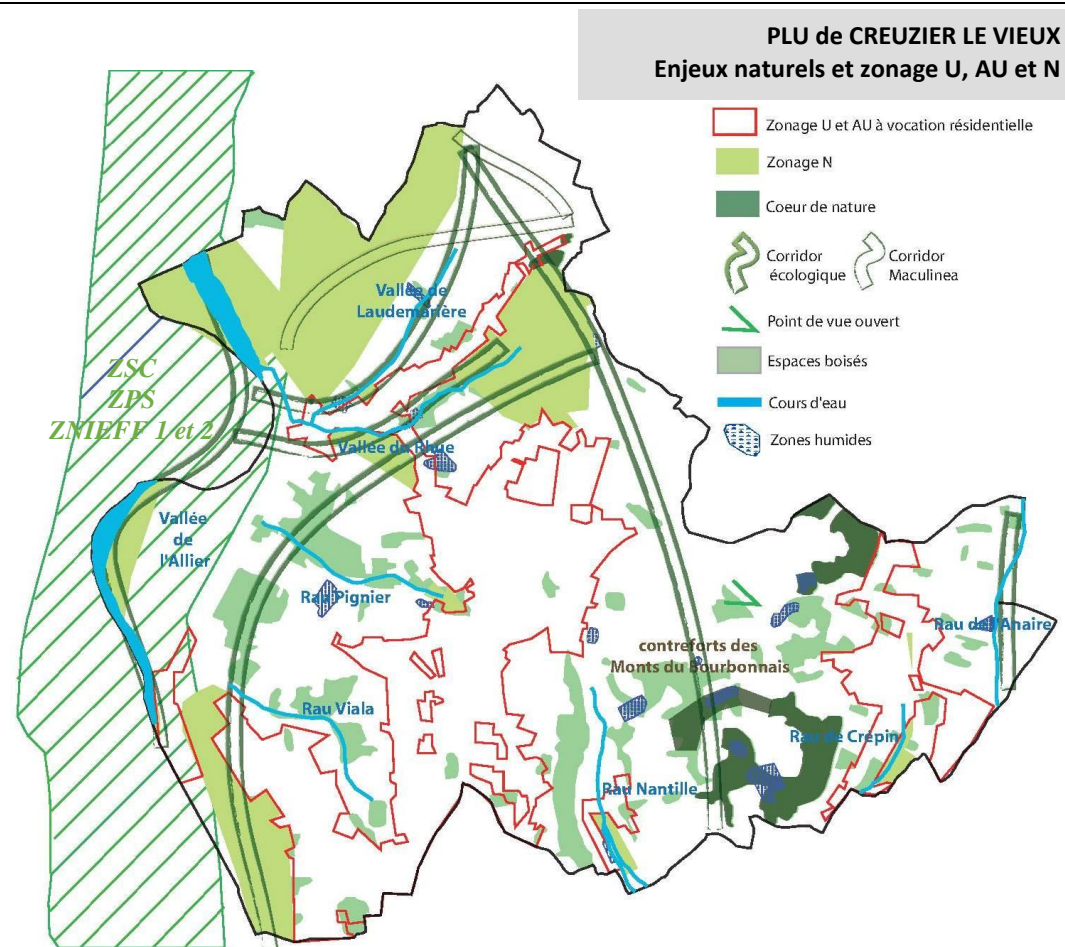 PLU de CREUZIER LE VIEUX
Enjeux naturels et zonage U, AU et N
Zonage U et AU à vocation résidentielle
Zonage N
Coeur de nature
Corridor
écologique
Corridor
Maculinea
Point de vue ouvert
Espaces boisés
Cours d'eau
Zones humides
Vallée de
Laudemarière
ZSC
ZPS
ZNIEFF 1 et 2
Vallée du Rhue
Vallée
de
l'Allier
Rau Pignier
contreforts des
Monts du Bourbonnais
Rau de l'Ahaire
Rau Viala
Rau de Crépin
Rau Nantille